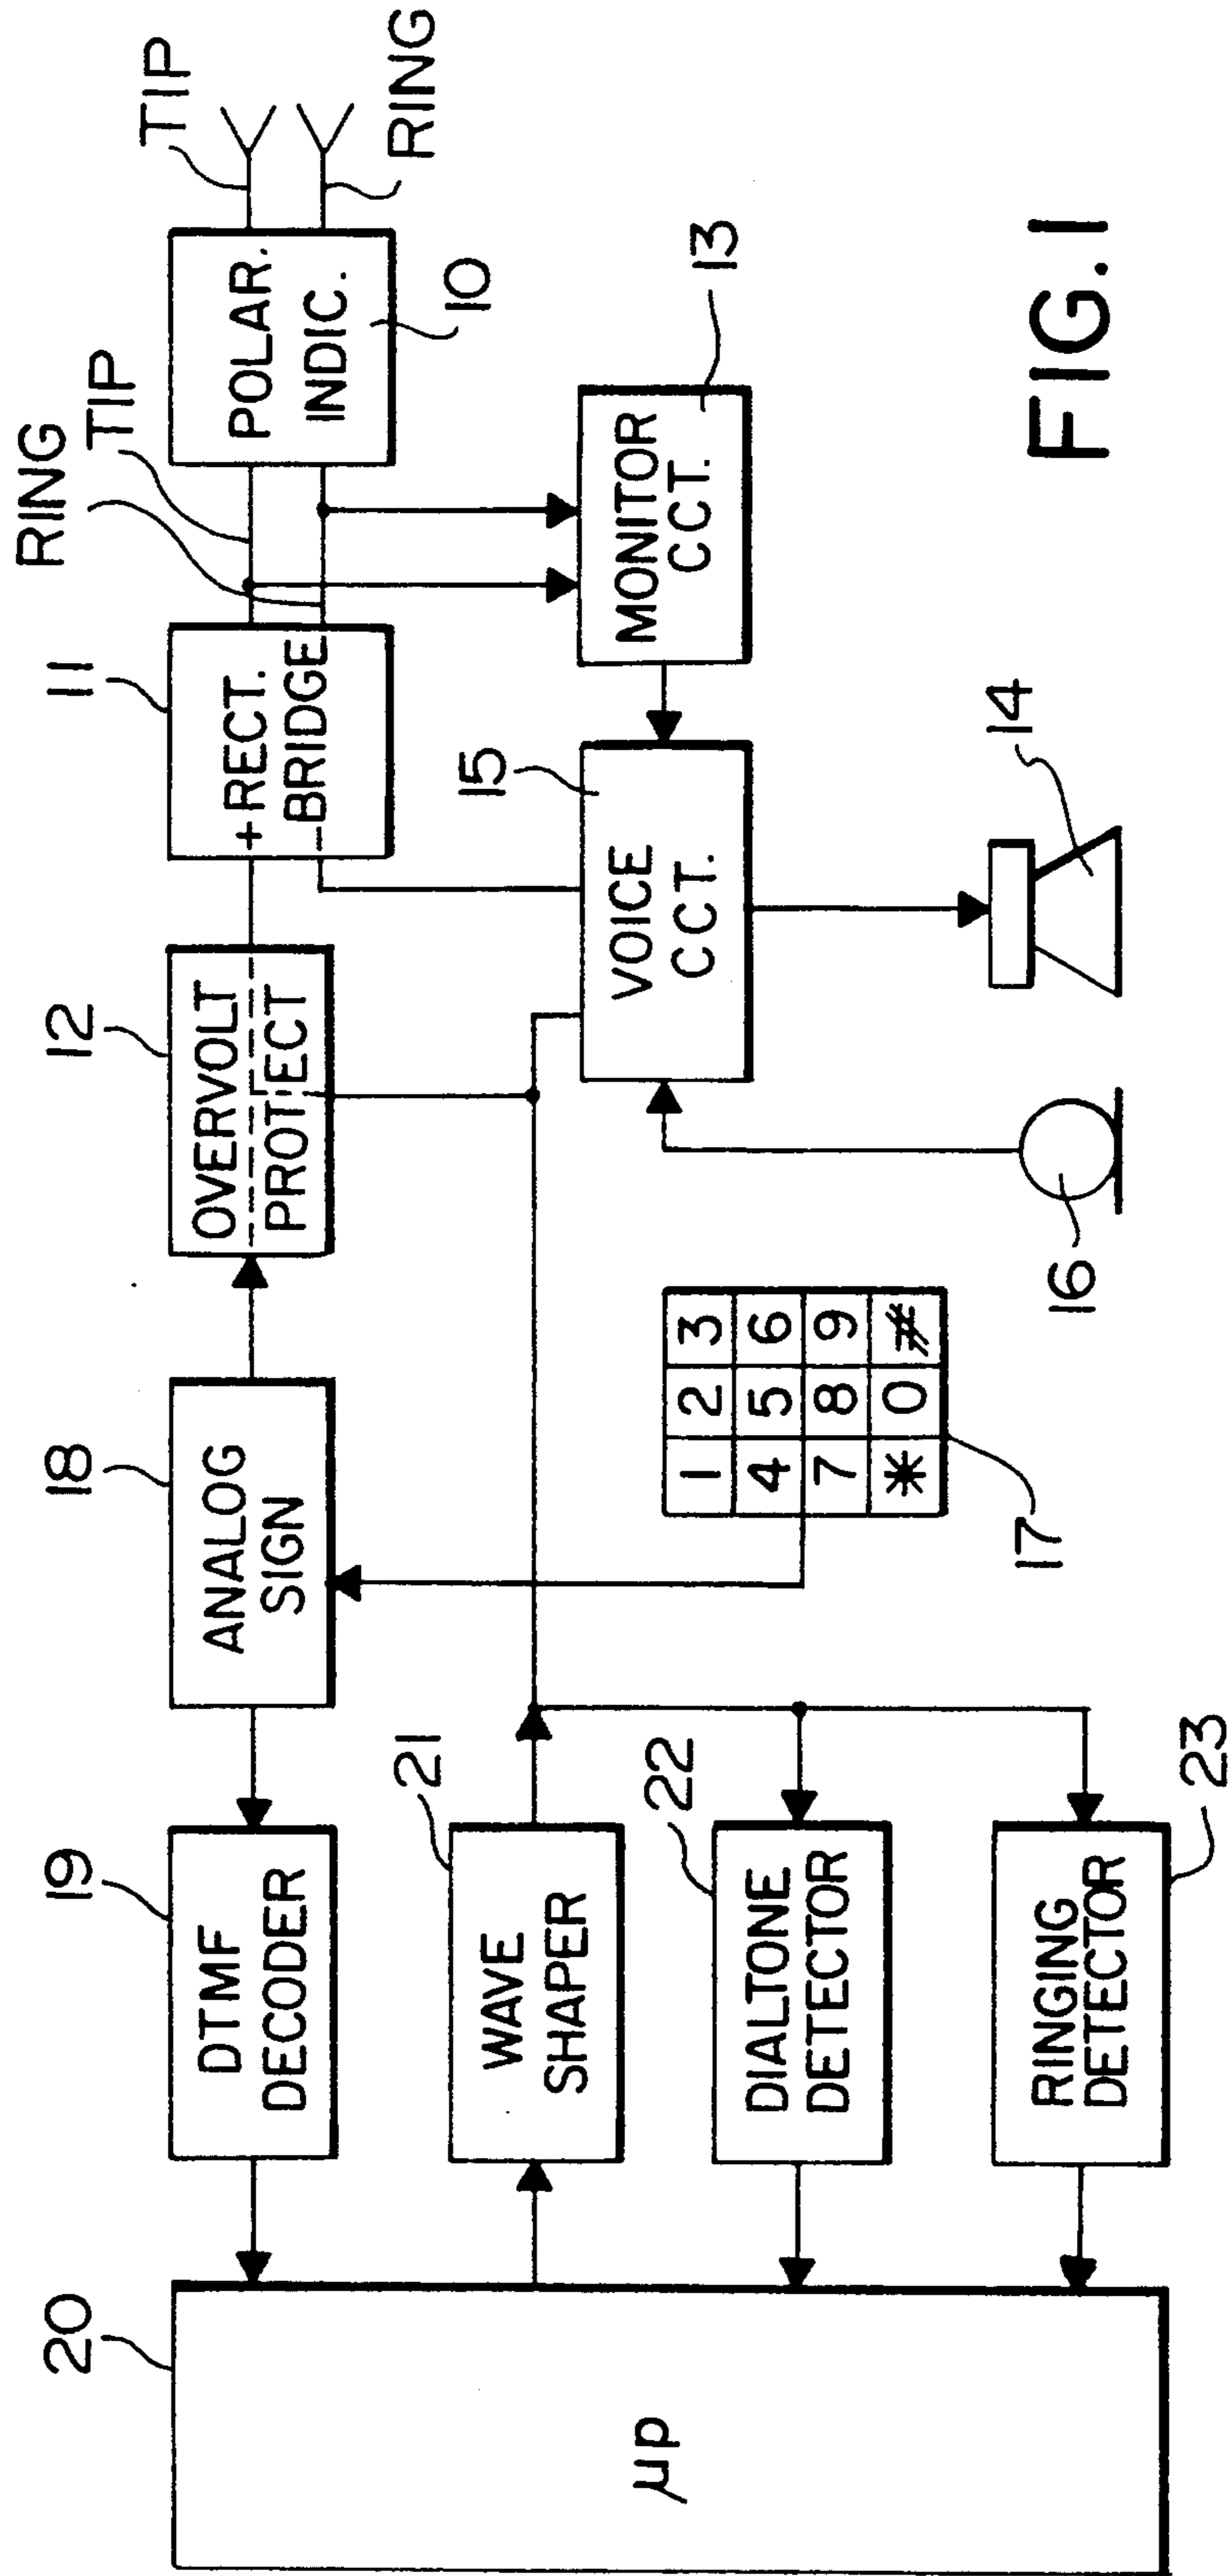 TIP
RING
POLAR.
INDIC.
10
RING
TIP
11
+RECT.
-BRIDGE-
12
OVERVOLT
PROTECT
18
ANALOG
SIGN
19
DTMF
DECODER
20
µp
13
MONITOR
CCT.
15
VOICE
CCT.
14
16
1 2 3
4 5 6
7 8 9
* 0 #
17
21
WAVE
SHAPER
22
DIALTONE
DETECTOR
23
RINGING
DETECTOR
FIG. 1